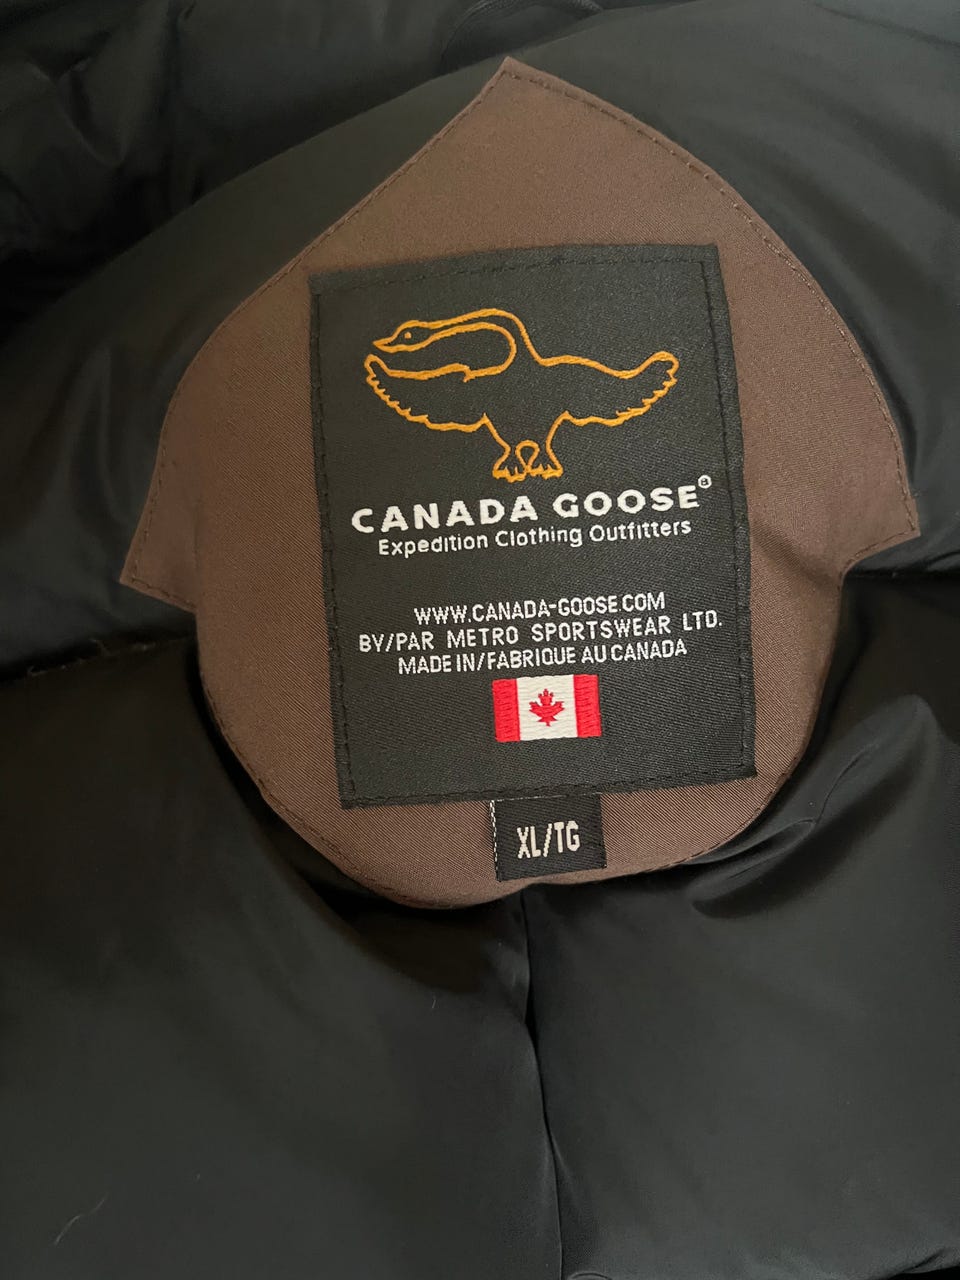 CANADA GOOSE®
Expedition Clothing Outfitters
WWW.CANADA-GOOSE.COM
BY/PAR METRO SPORTSWEAR LTD.
MADE IN/FABRIQUE AU CANADA
XL/TG